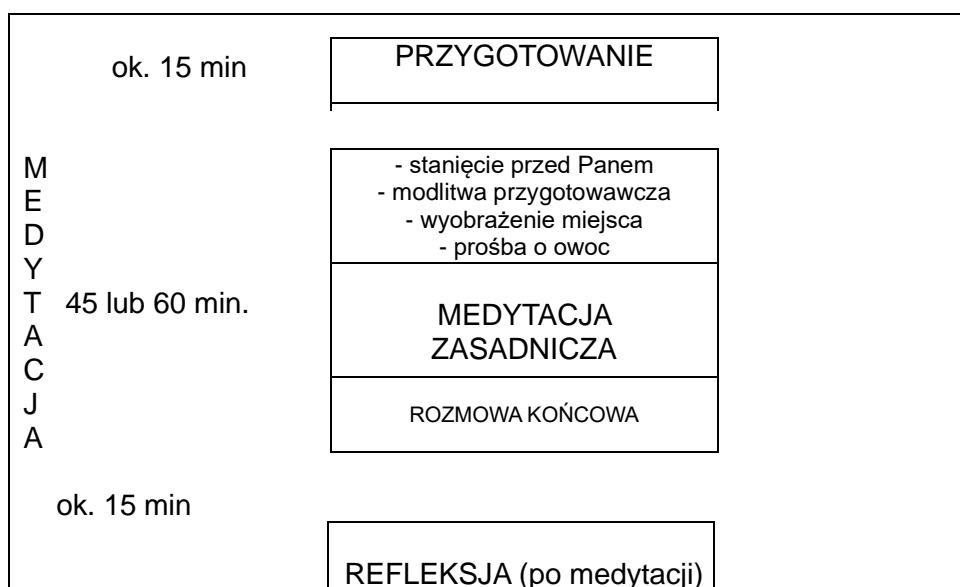 ok. 15 min
PRZYGOTOWANIE
MEDYTACJA
- stanięcie przed Panem
- modlitwa przygotowawcza
- wyobrażenie miejsca
- prośba o owoc
45 lub 60 min.
MEDYTACJA
ZASADNICZA
ROZMOWA KOŃCOWA
ok. 15 min
REFLEKSJA (po medytacji)